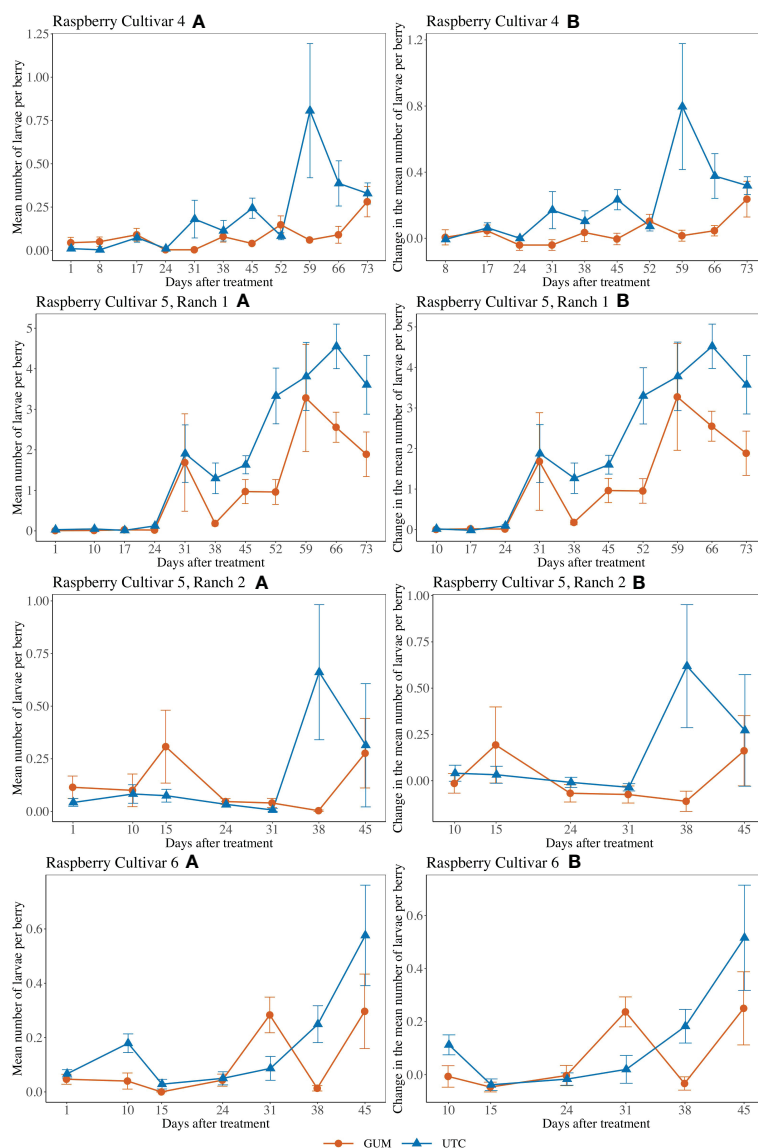 Raspberry Cultivar 4 A
Mean number of larvae per berry
1.25
1.00
0.75
0.50
0.25
0.00
1 8 17 24 31 38 45 52 59 66 73
Days after treatment
Raspberry Cultivar 4 B
Change in the mean number of larvae per berry
1.2
0.8
0.4
0.0
8 17 24 31 38 45 52 59 66 73
Days after treatment
Raspberry Cultivar 5, Ranch 1 A
Mean number of larvae per berry
5
4
3
2
1
0
1 10 17 24 31 38 45 52 59 66 73
Days after treatment
Raspberry Cultivar 5, Ranch 1 B
Change in the mean number of larvae per berry
5
4
3
2
1
0
10 17 24 31 38 45 52 59 66 73
Days after treatment
Raspberry Cultivar 5, Ranch 2 A
Mean number of larvae per berry
1.00
0.75
0.50
0.25
0.00
1 10 15 24 31 38 45
Days after treatment
Raspberry Cultivar 5, Ranch 2 B
Change in the mean number of larvae per berry
1.00
0.75
0.50
0.25
0.00
10 15 24 31 38 45
Days after treatment
Raspberry Cultivar 6 A
Mean number of larvae per berry
0.6
0.4
0.2
0.0
1 10 15 24 31 38 45
Days after treatment
Raspberry Cultivar 6 B
Change in the mean number of larvae per berry
0.6
0.4
0.2
0.0
10 15 24 31 38 45
Days after treatment
GUM UTC